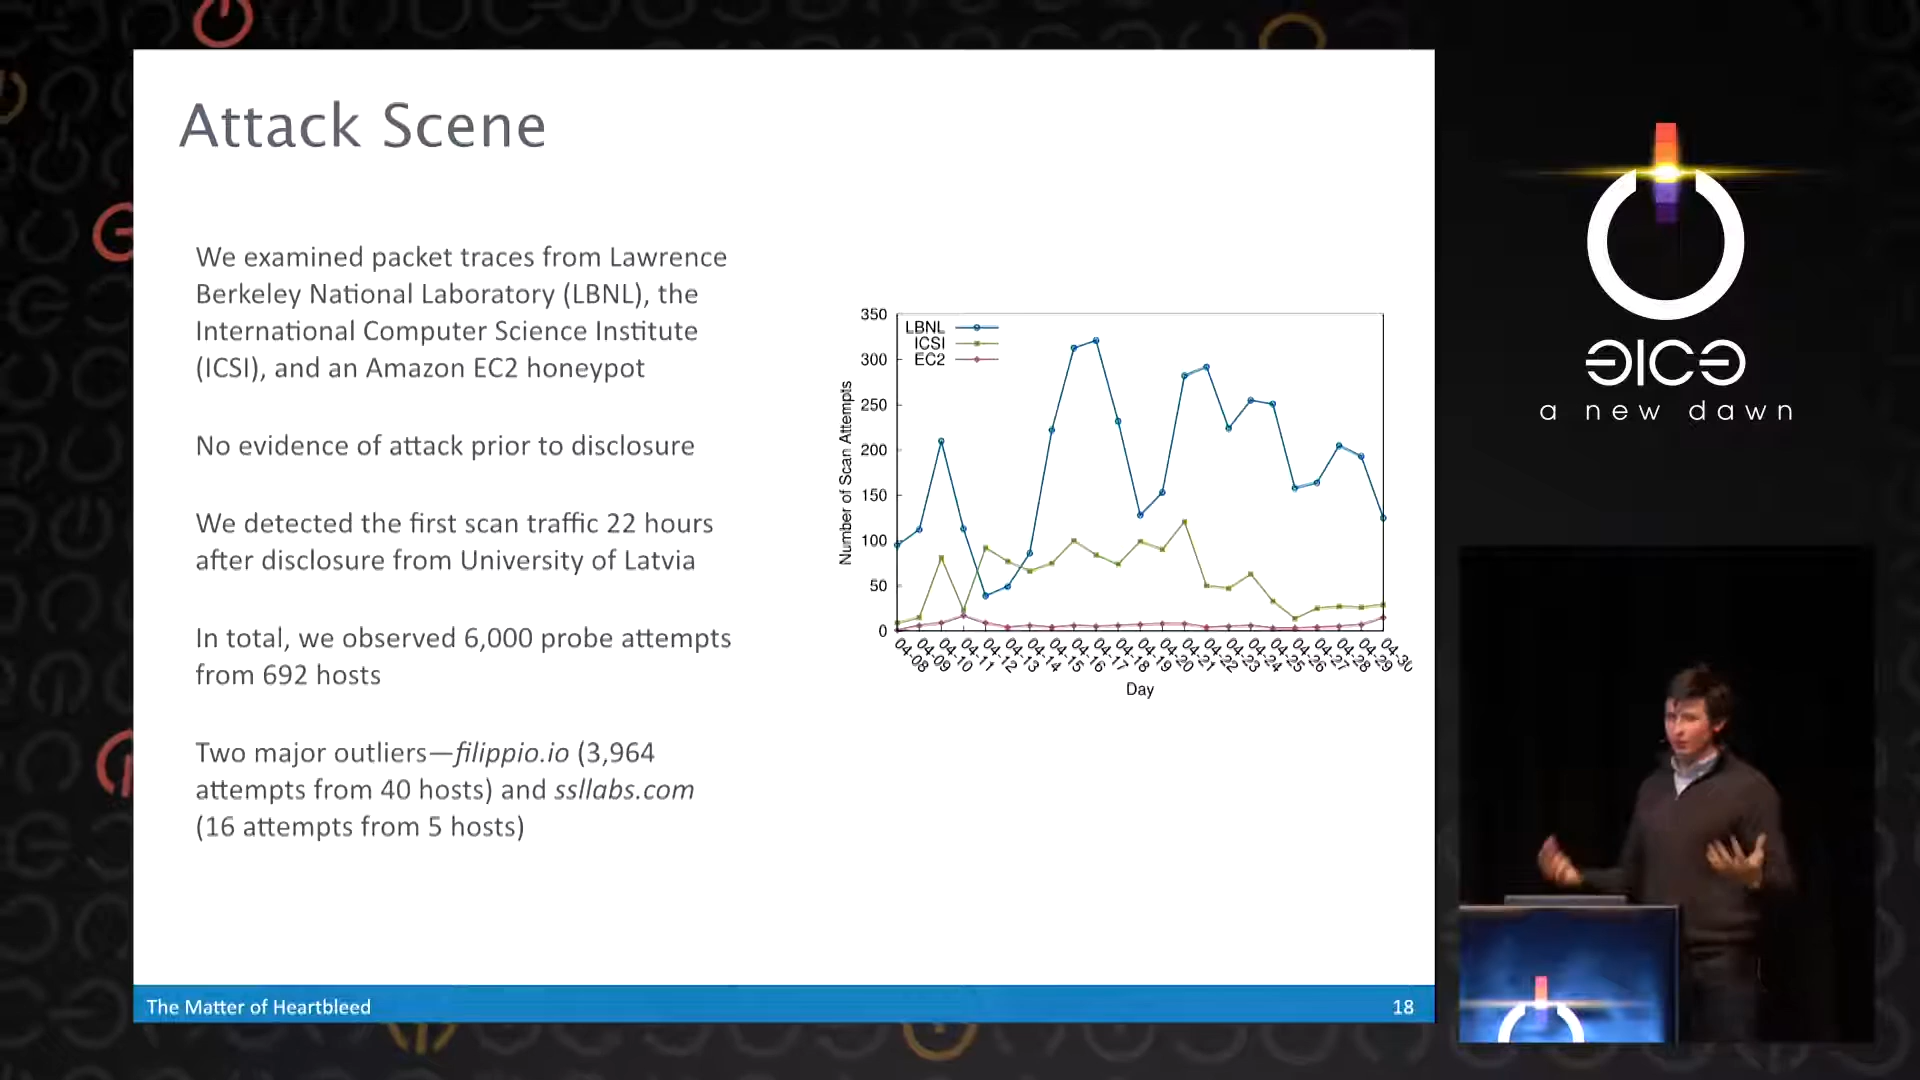 Attack Scene
We examined packet traces from Lawrence
Berkeley National Laboratory (LBNL), the
International Computer Science Institute
(ICSI), and an Amazon EC2 honeypot
No evidence of attack prior to disclosure
We detected the first scan traffic 22 hours
after disclosure from University of Latvia
In total, we observed 6,000 probe attempts
from 692 hosts
Two major outliers—filippio.io (3,964
attempts from 40 hosts) and ssllabs.com
(16 attempts from 5 hosts)
Number of Scan Attempts
350
300
250
200
150
100
50
0
LBNL
ICSI
EC2
04-08
04-09
04-10
04-11
04-12
04-13
04-14
04-15
04-16
04-17
04-18
04-19
04-20
04-21
04-22
04-23
04-24
04-25
04-26
04-27
04-28
04-29
04-30
Day
The Matter of Heartbleed
18
a new dawn